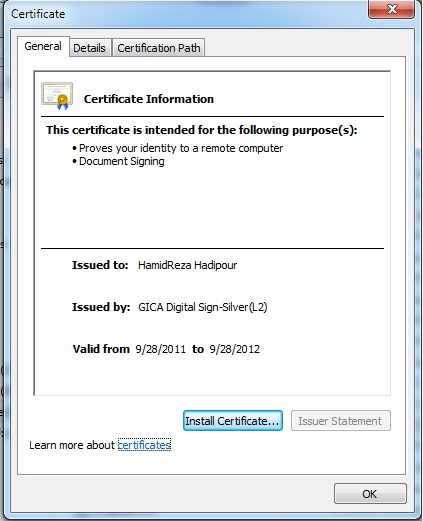 Certificate
General Details Certification Path
Certificate Information
This certificate is intended for the following purpose(s):
• Proves your identity to a remote computer
• Document Signing
Issued to: HamidReza Hadipour
Issued by: GICA Digital Sign-Silver(L2)
Valid from 9/28/2011 to 9/28/2012
Install Certificate... Issuer Statement
Learn more about certificates
OK